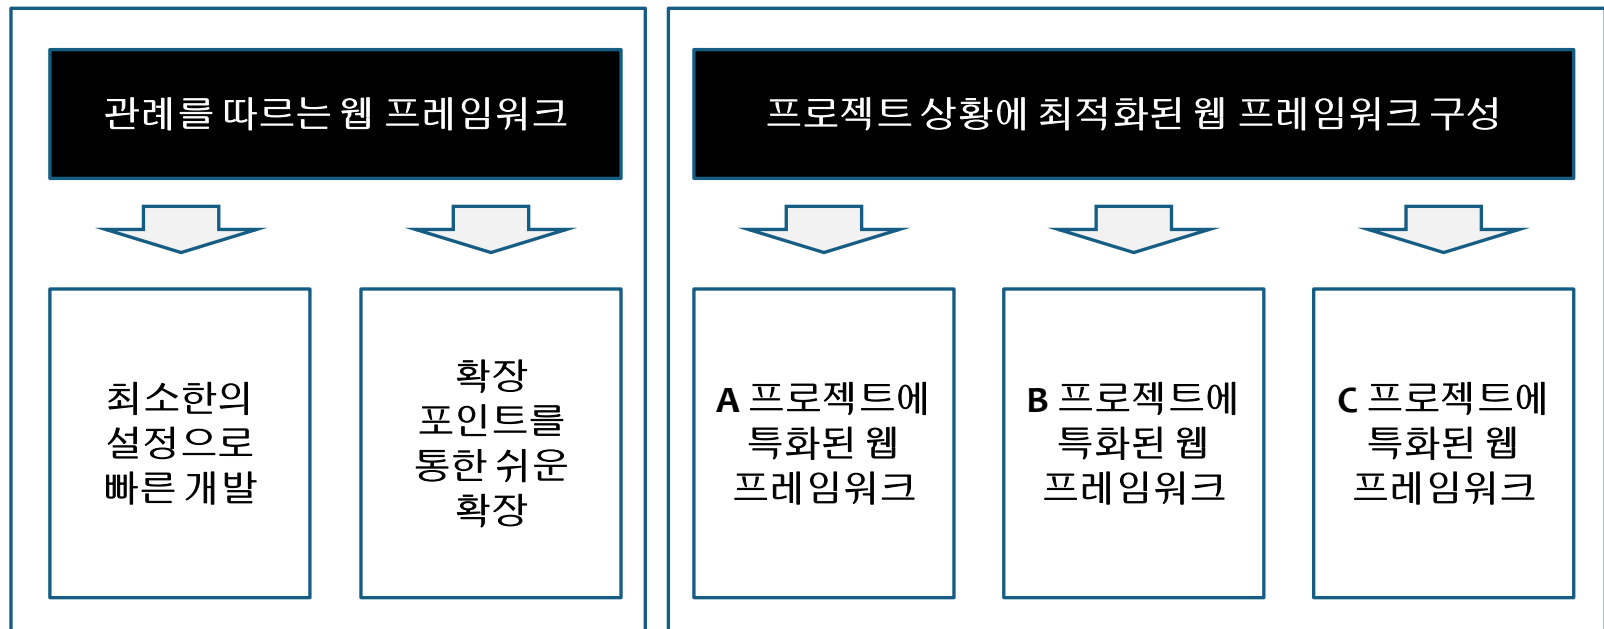 관례를 따르는 웹 프레임워크
최소한의
설정으로
빠른 개발
확장
포인트를
통한 쉬운
확장
프로젝트 상황에 최적화된 웹 프레임워크 구성
A 프로젝트에
특화된 웹
프레임워크
B 프로젝트에
특화된 웹
프레임워크
C 프로젝트에
특화된 웹
프레임워크